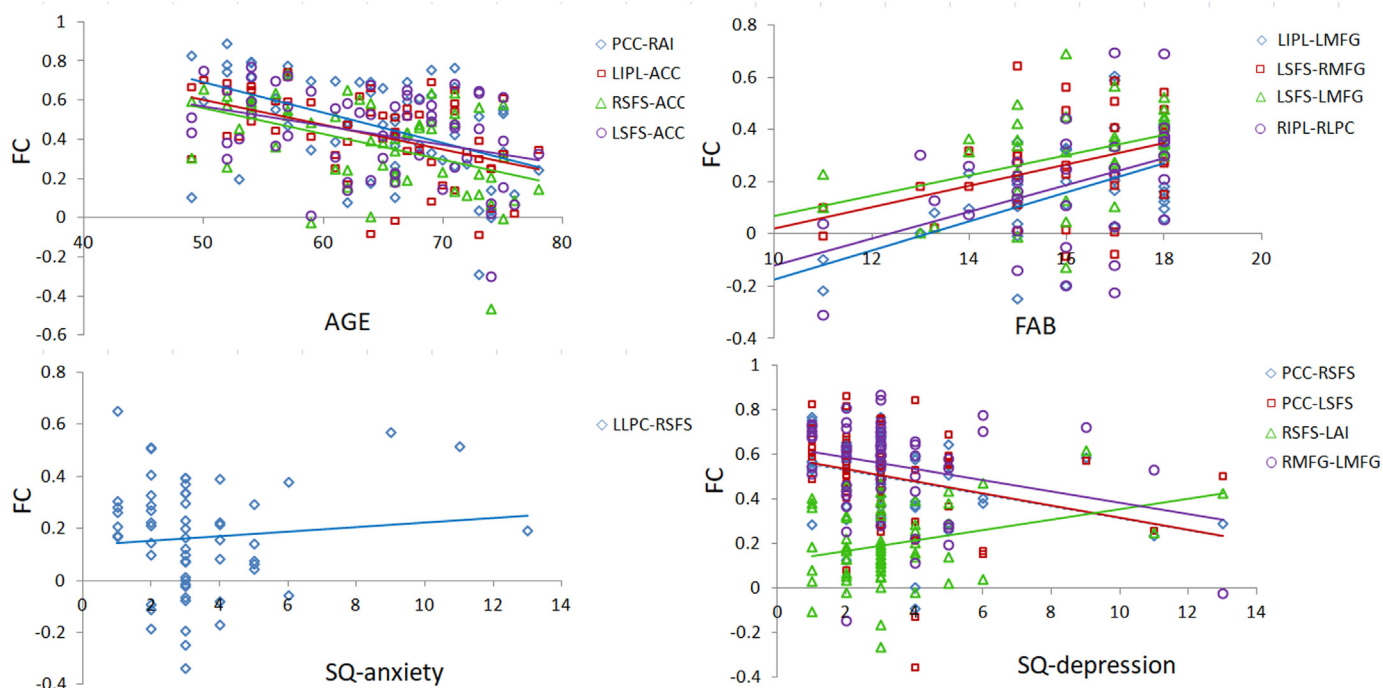 1
0.8
0.6
0.4
0.2
0
-0.2
-0.4
-0.6
40
50
60
70
80
FC
AGE
PCC-RAI
LIPL-ACC
RSFS-ACC
LSFS-ACC
0.8
0.6
0.4
0.2
0
-0.2
-0.4
10
12
14
16
18
20
FC
FAB
LIPL-LMFG
LSFS-RMFG
LSFS-LMFG
RIPL-RLPC
0.8
0.6
0.4
0.2
0
-0.2
-0.4
0
2
4
6
8
10
12
14
FC
SQ-anxiety
LLPC-RSFS
1
0.8
0.6
0.4
0.2
0
-0.2
-0.4
0
2
4
6
8
10
12
14
FC
SQ-depression
PCC-RSFS
PCC-LSFS
RSFS-LAI
RMFG-LMFG